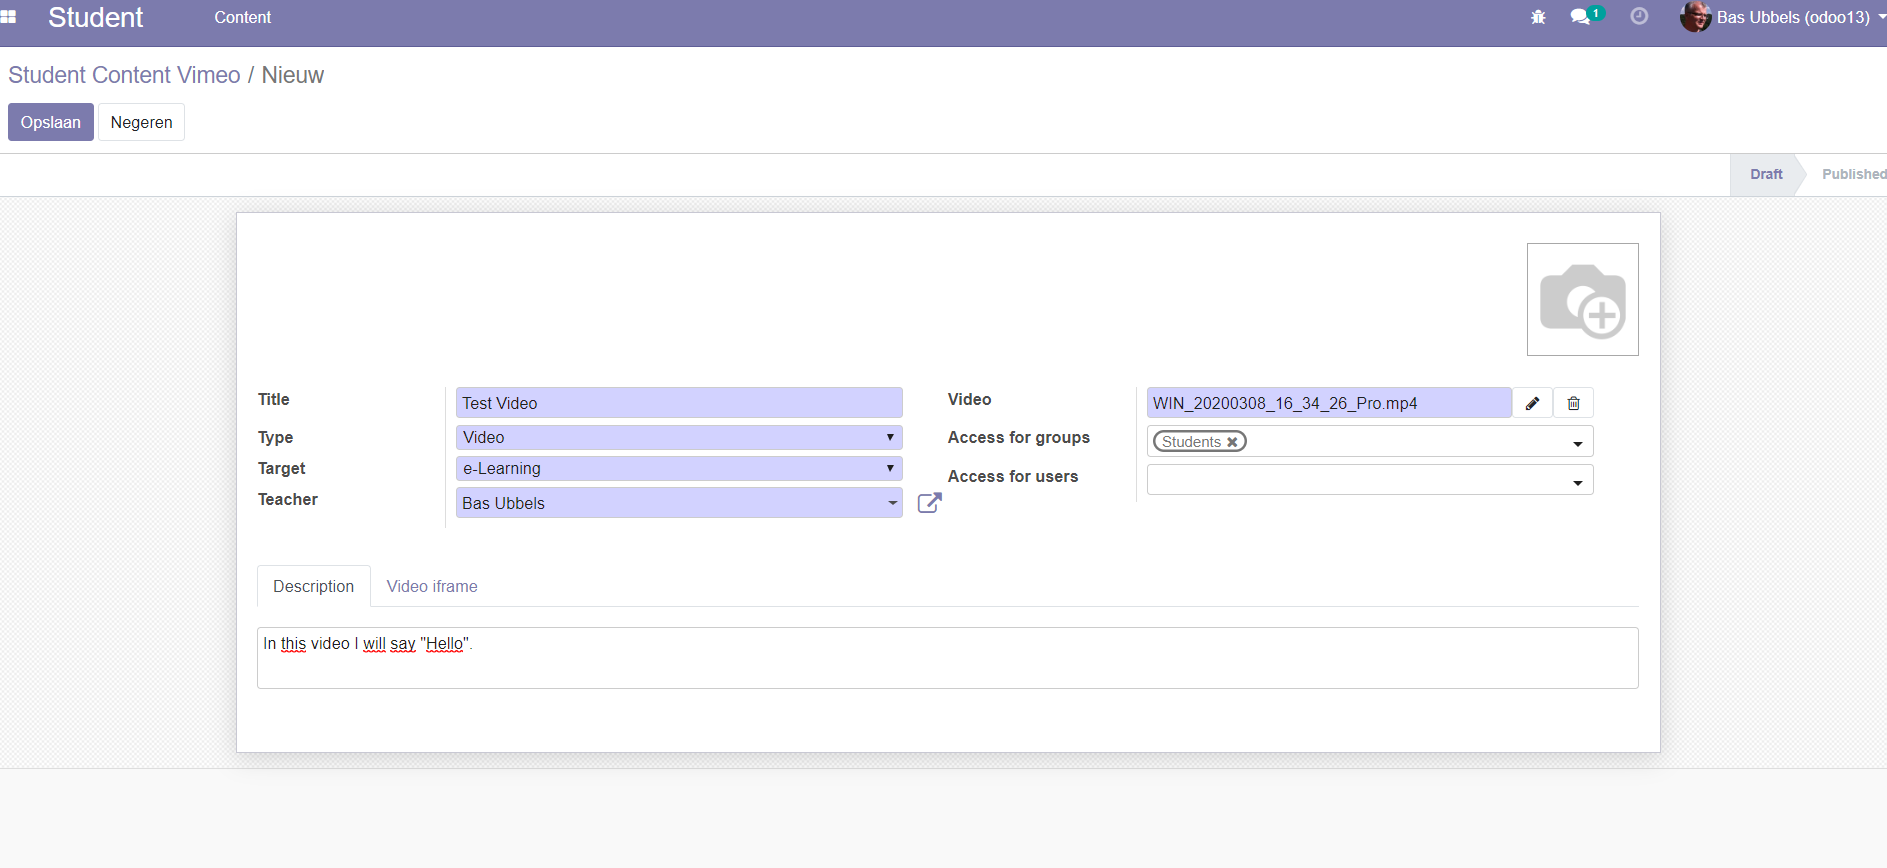 Student Content 1 Bas Ubbels (odoo13)
Student Content Vimeo / Nieuw
Opslaan Negeren
Draft Published
Title Test Video
Type Video
Target e-Learning
Teacher Bas Ubbels
Video WIN_20200308_16_34_26_Pro.mp4
Access for groups Students
Access for users
Description Video iframe
In this video I will say "Hello".